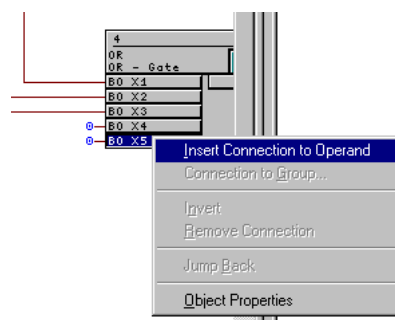 4
OR
OR - Gate
BO X1
BO X2
BO X3
0 BO X4
0 BO X5
Insert Connection to Operand
Connection to Group...
Invert
Remove Connection
Jump Back
Object Properties